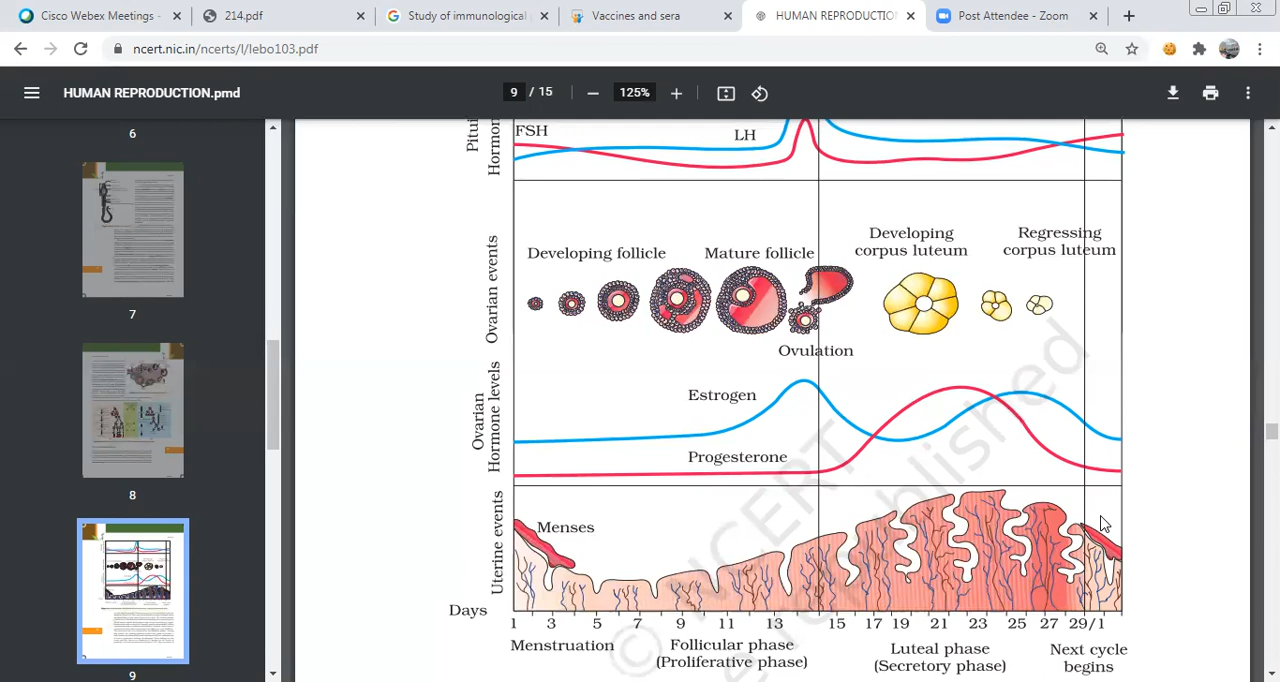 Cisco Webex Meetings -
214.pdf
Study of immunological
Vaccines and sera
HUMAN REPRODUCTIO
Post Attendee - Zoom
ncert.nic.in/ncerts/l/lebo103.pdf
HUMAN REPRODUCTION.pmd
9 / 15
125%
6
7
8
9
FSH
LH
Ovarian events
Developing follicle
Mature follicle
Developing
corpus luteum
Regressing
corpus luteum
Ovulation
Ovarian
Hormone levels
Estrogen
Progesterone
Uterine events
Menses
© NCERT
published
Days
1 3 5 7 9 11 13 15 17 19 21 23 25 27 29/1
Menstruation
Follicular phase
(Proliferative phase)
Luteal phase
(Secretory phase)
Next cycle
begins